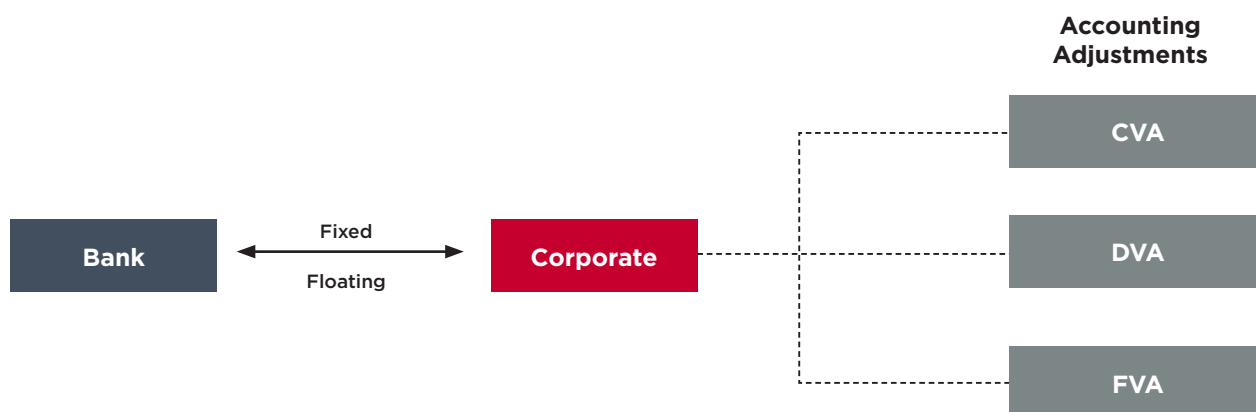 Accounting
Adjustments
CVA
Fixed
Bank
Corporate
DVA
Floating
FVA